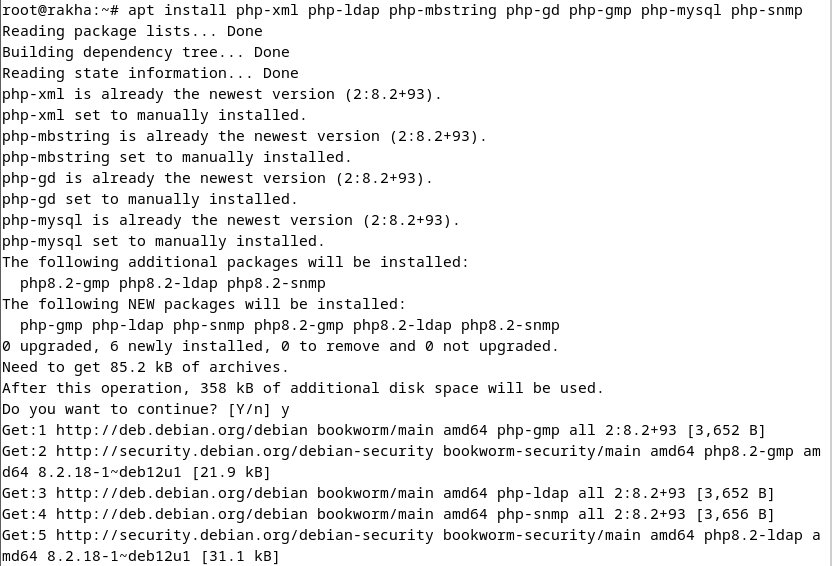 root@rakha:~# apt install php-xml php-ldap php-mbstring php-gd php-gmp php-mysql php-snmp
Reading package lists... Done
Building dependency tree... Done
Reading state information... Done
php-xml is already the newest version (2:8.2+93).
php-xml set to manually installed.
php-mbstring is already the newest version (2:8.2+93).
php-mbstring set to manually installed.
php-gd is already the newest version (2:8.2+93).
php-gd set to manually installed.
php-mysql is already the newest version (2:8.2+93).
php-mysql set to manually installed.
The following additional packages will be installed:
  php8.2-gmp php8.2-ldap php8.2-snmp
The following NEW packages will be installed:
  php-gmp php-ldap php-snmp php8.2-gmp php8.2-ldap php8.2-snmp
0 upgraded, 6 newly installed, 0 to remove and 0 not upgraded.
Need to get 85.2 kB of archives.
After this operation, 358 kB of additional disk space will be used.
Do you want to continue? [Y/n] y
Get:1 http://deb.debian.org/debian bookworm/main amd64 php-gmp all 2:8.2+93 [3,652 B]
Get:2 http://security.debian.org/debian-security bookworm-security/main amd64 php8.2-gmp am
d64 8.2.18-1~deb12u1 [21.9 kB]
Get:3 http://deb.debian.org/debian bookworm/main amd64 php-ldap all 2:8.2+93 [3,652 B]
Get:4 http://deb.debian.org/debian bookworm/main amd64 php-snmp all 2:8.2+93 [3,656 B]
Get:5 http://security.debian.org/debian-security bookworm-security/main amd64 php8.2-ldap a
md64 8.2.18-1~deb12u1 [31.1 kB]